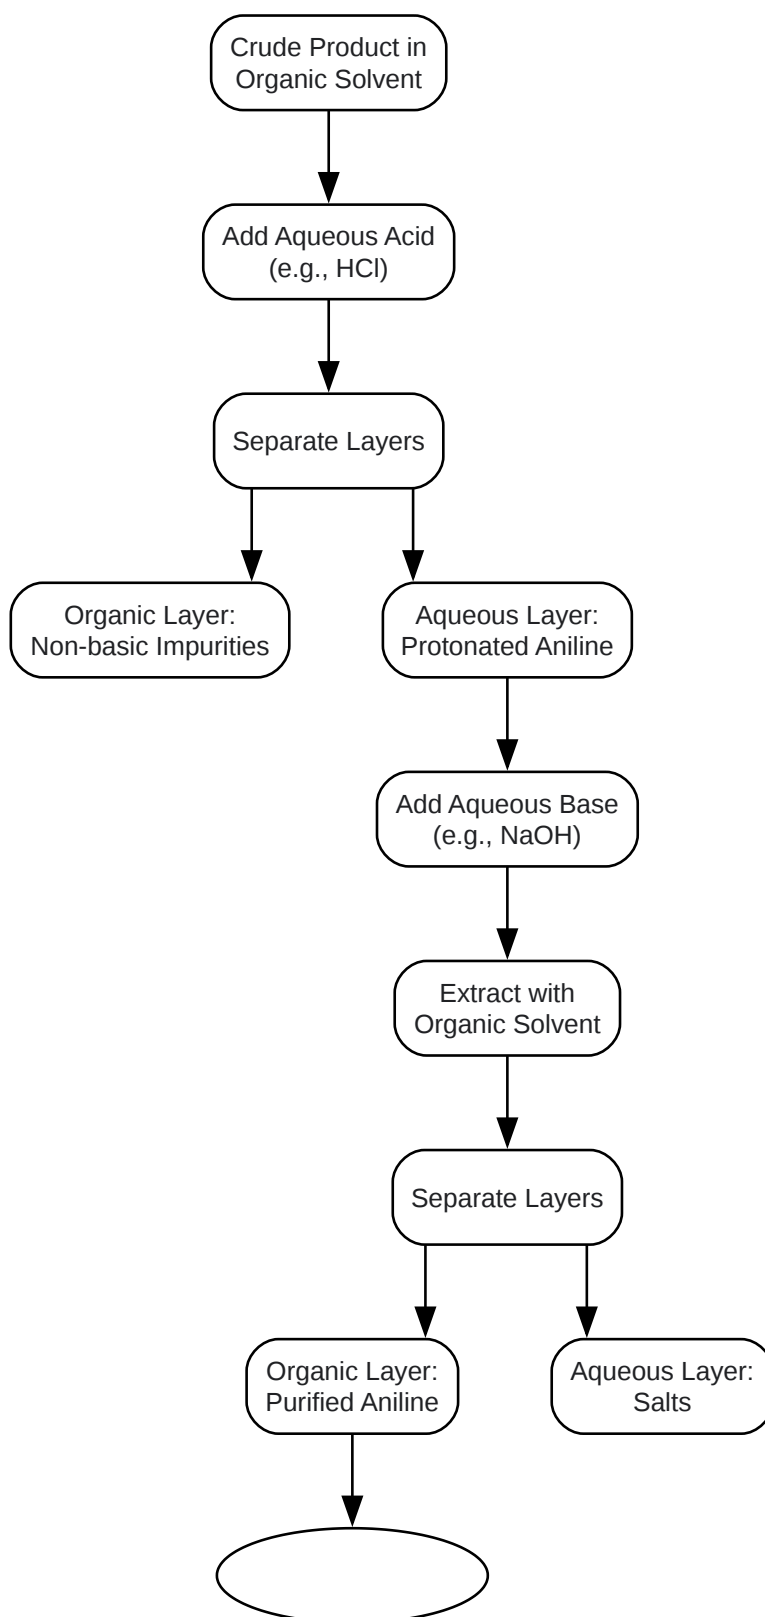 Crude Product in
Organic Solvent
Add Aqueous Acid
(e.g., HCl)
Separate Layers
Organic Layer:
Non-basic Impurities
Aqueous Layer:
Protonated Aniline
Add Aqueous Base
(e.g., NaOH)
Extract with
Organic Solvent
Separate Layers
Organic Layer:
Purified Aniline
Aqueous Layer:
Salts